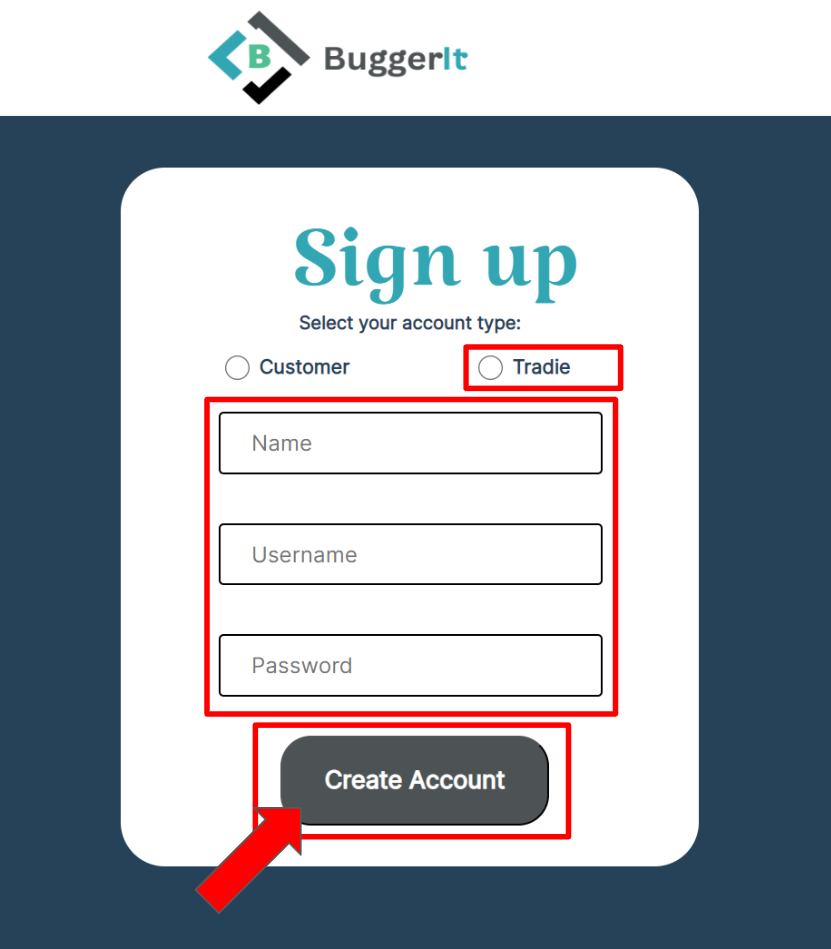 B BuggerIt
Sign up
Select your account type:
Customer Tradie
Name
Username
Password
Create Account